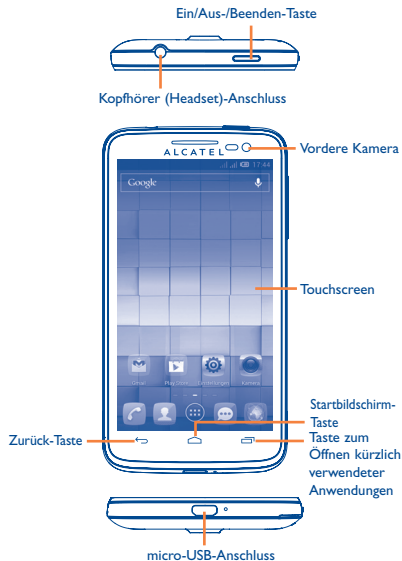 Ein/Aus-/Beenden-Taste
Kopfhörer (Headset)-Anschluss
ALCATEL
Vordere Kamera
17:44
Google
Touchscreen
Play Store
Einstellungen
Kamera
Startbildschirm-
Taste
Zurück-Taste
Taste zum
Öffnen kürzlich
verwendeter
Anwendungen
micro-USB-Anschluss